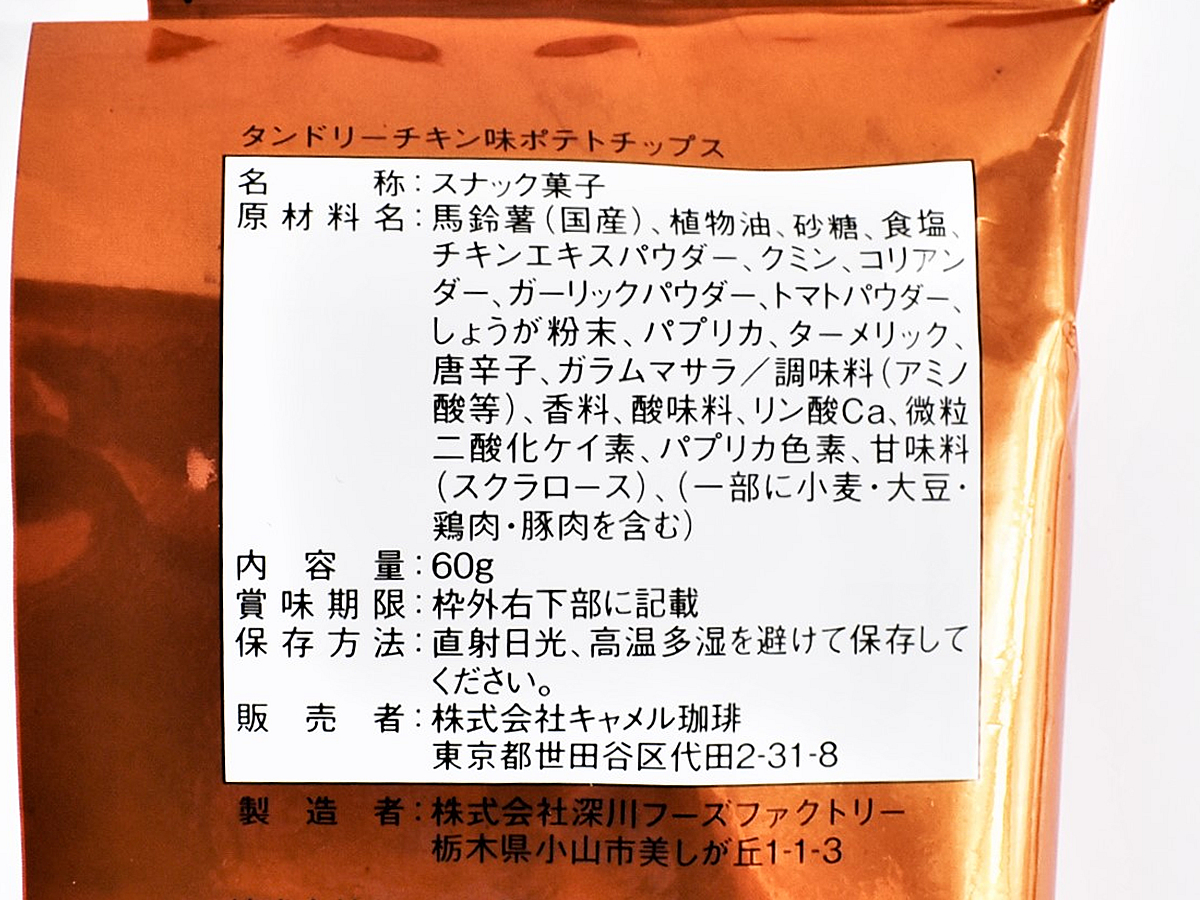 タンドリーチキン味ポテトチップス
名称:スナック菓子
原材料名:馬鈴薯(国産)、植物油、砂糖、食塩、
チキンエキスパウダー、クミン、コリアン
ダー、ガーリックパウダー、トマトパウダー、
しょうが粉末、パプリカ、ターメリック、
唐辛子、ガラムマサラ/調味料(アミノ
酸等)、香料、酸味料、リン酸Ca、微粒
二酸化ケイ素、パプリカ色素、甘味料
(スクラロース)、(一部に小麦・大豆・
鶏肉・豚肉を含む)
内容量:60g
賞味期限:枠外右下部に記載
保存方法:直射日光、高温多湿を避けて保存して
ください。
販売者:株式会社キャメル珈琲
東京都世田谷区代田2-31-8
製造者:株式会社深川フーズファクトリー
栃木県小山市美しが丘1-1-3